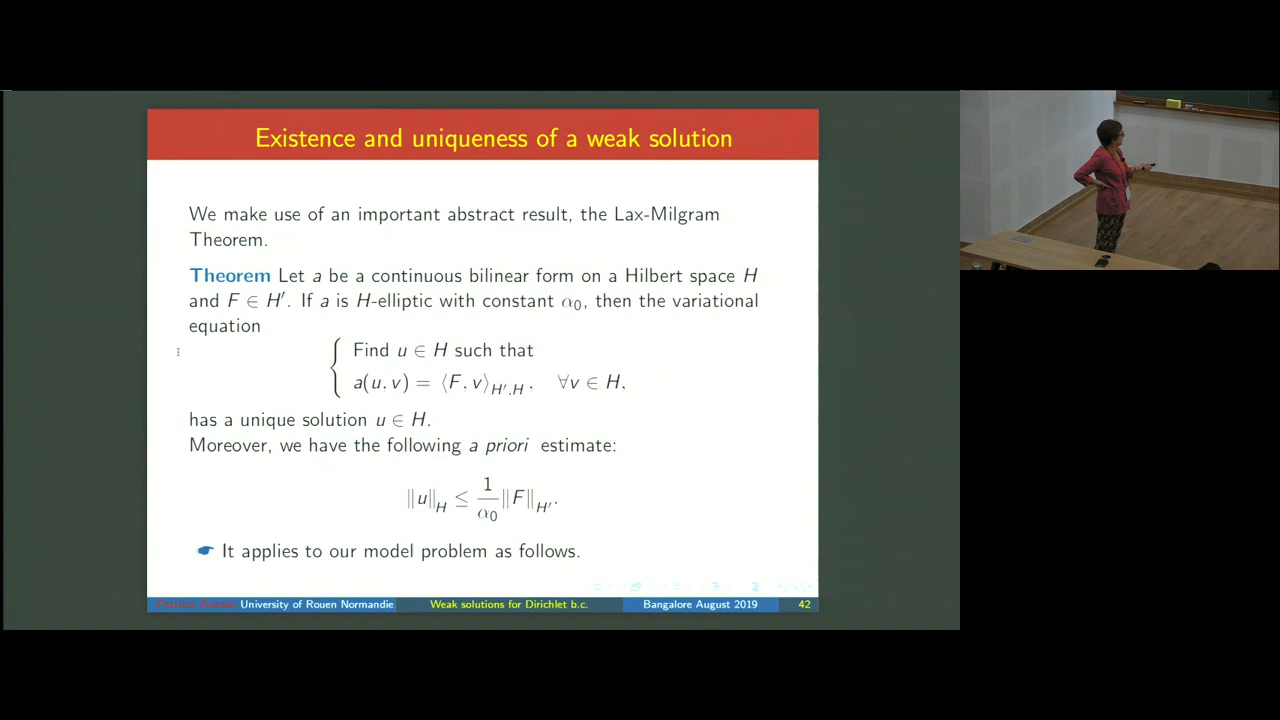 Existence and uniqueness of a weak solution
We make use of an important abstract result, the Lax-Milgram
Theorem.
Theorem Let a be a continuous bilinear form on a Hilbert space H
and F ∈ H′. If a is H-elliptic with constant α₀, then the variational
equation
Find u ∈ H such that
a(u, v) = ⟨F, v⟩_{H′,H}, ∀v ∈ H,
has a unique solution u ∈ H.
Moreover, we have the following a priori estimate:
‖u‖_H ≤ 1/α₀ ‖F‖_{H′}.
☛ It applies to our model problem as follows.
University of Rouen Normandie Weak solutions for Dirichlet b.c. Bangalore August 2019 42